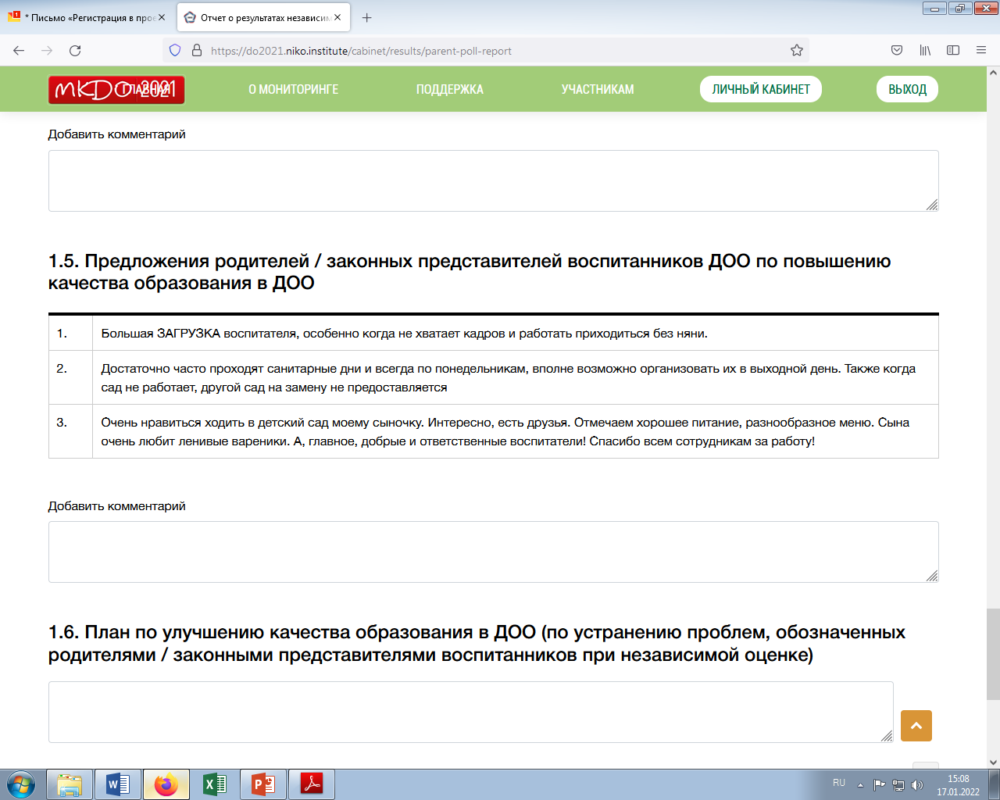 * Письмо «Регистрация в прое
Отчет о результатах независим
https://do2021.niko.institute/cabinet/results/parent-poll-report
МКДО 2021
ГЛАВНАЯ
О МОНИТОРИНГЕ
ПОДДЕРЖКА
УЧАСТНИКАМ
ЛИЧНЫЙ КАБИНЕТ
ВЫХОД
Добавить комментарий
1.5. Предложения родителей / законных представителей воспитанников ДОО по повышению
качества образования в ДОО
1. Большая ЗАГРУЗКА воспитателя, особенно когда не хватает кадров и работать приходиться без няни.
2. Достаточно часто проходят санитарные дни и всегда по понедельникам, вполне возможно организовать их в выходной день. Также когда
сад не работает, другой сад на замену не предоставляется
3. Очень нравиться ходить в детский сад моему сыночку. Интересно, есть друзья. Отмечаем хорошее питание, разнообразное меню. Сына
очень любит ленивые вареники. А, главное, добрые и ответственные воспитатели! Спасибо всем сотрудникам за работу!
Добавить комментарий
1.6. План по улучшению качества образования в ДОО (по устранению проблем, обозначенных
родителями / законными представителями воспитанников при независимой оценке)
RU
15:08
17.01.2022